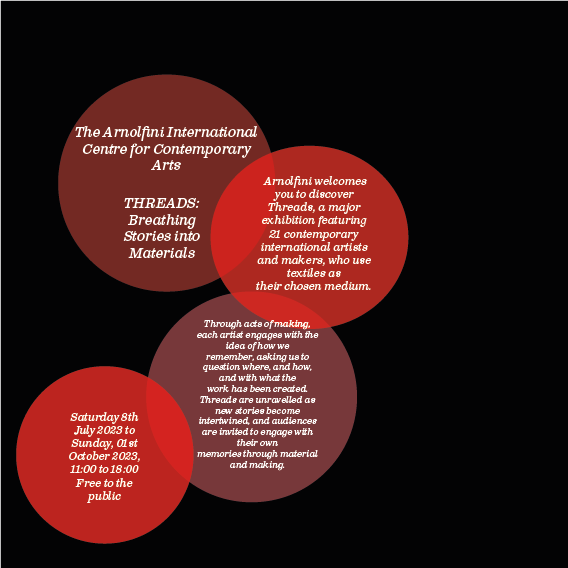 The Arnolfini International
Centre for Contemporary
Arts
THREADS:
Breathing
Stories into
Materials
Arnolfini welcomes
you to discover
Threads, a major
exhibition featuring
21 contemporary
international artists
and makers, who use
textiles as
their chosen medium.
Through acts of making,
each artist engages with the
idea of how we
remember, asking us to
question where, and how,
and with what the
work has been created.
Threads are unravelled as
new stories become
intertwined, and audiences
are invited to engage with
their own
memories through material
and making.
Saturday 8th
July 2023 to
Sunday, 01st
October 2023,
11:00 to 18:00
Free to the
public